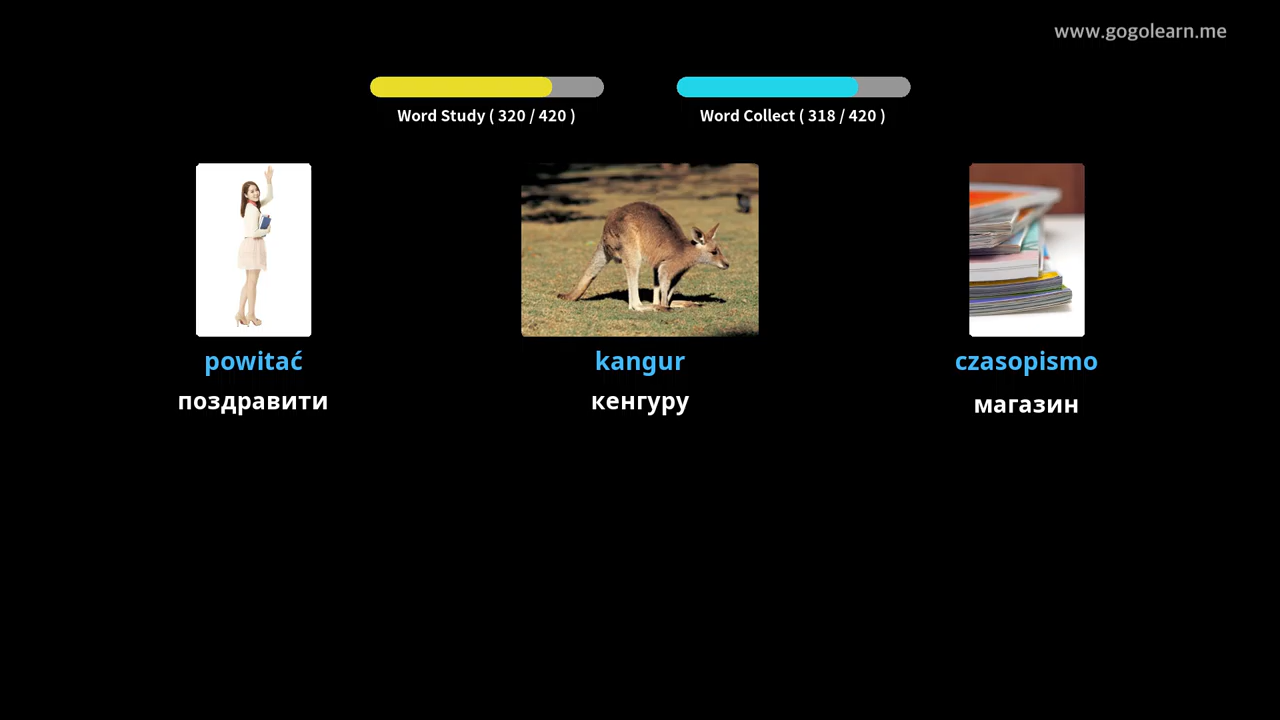 www.gogolearn.me
Word Study ( 320 / 420 )
Word Collect ( 318 / 420 )
powitać
kangur
czasopismo
поздравити
кенгуру
магазин